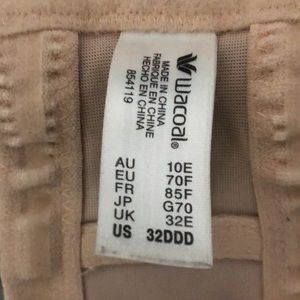 wacoal®
MADE IN CHINA
FABRIQUE EN CHINE
HECHO EN CHINA
854119
AU 10E
EU 70F
FR 85F
JP G70
UK 32E
US 32DDD